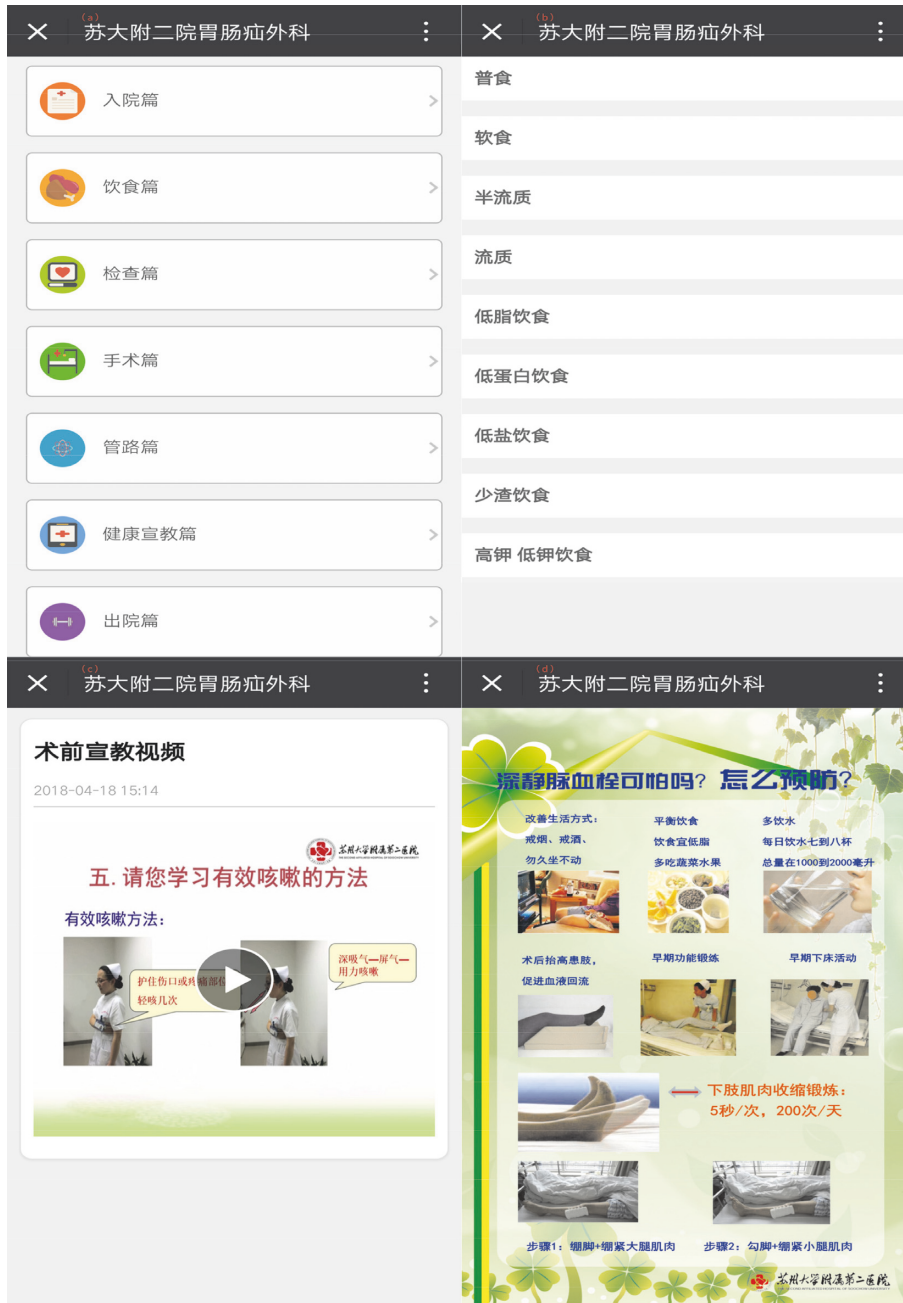 (a)
苏大附二院胃肠疝外科
入院篇
饮食篇
检查篇
手术篇
管路篇
健康宣教篇
出院篇
(b)
苏大附二院胃肠疝外科
普食
软食
半流质
流质
低脂饮食
低蛋白饮食
低盐饮食
少渣饮食
高钾 低钾饮食
(c)
苏大附二院胃肠疝外科
术前宣教视频
2018-04-18 15:14
苏州大学附属第二医院
五.请您学习有效咳嗽的方法
有效咳嗽方法：
护住伤口或疼痛部位
轻咳几次
深吸气━屏气━
用力咳嗽
(d)
苏大附二院胃肠疝外科
深静脉血栓可怕吗？怎么预防？
改善生活方式：
戒烟、戒酒、
勿久坐不动
平衡饮食
饮食宜低脂
多吃蔬菜水果
多饮水
每日饮水七到八杯
总量在1000到2000毫升
术后抬高患肢，
促进血液回流
早期功能锻炼
早期下床活动
下肢肌肉收缩锻炼：
5秒/次，200次/天
步骤1：绷脚+绷紧大腿肌肉
步骤2：勾脚+绷紧小腿肌肉
苏州大学附属第二医院